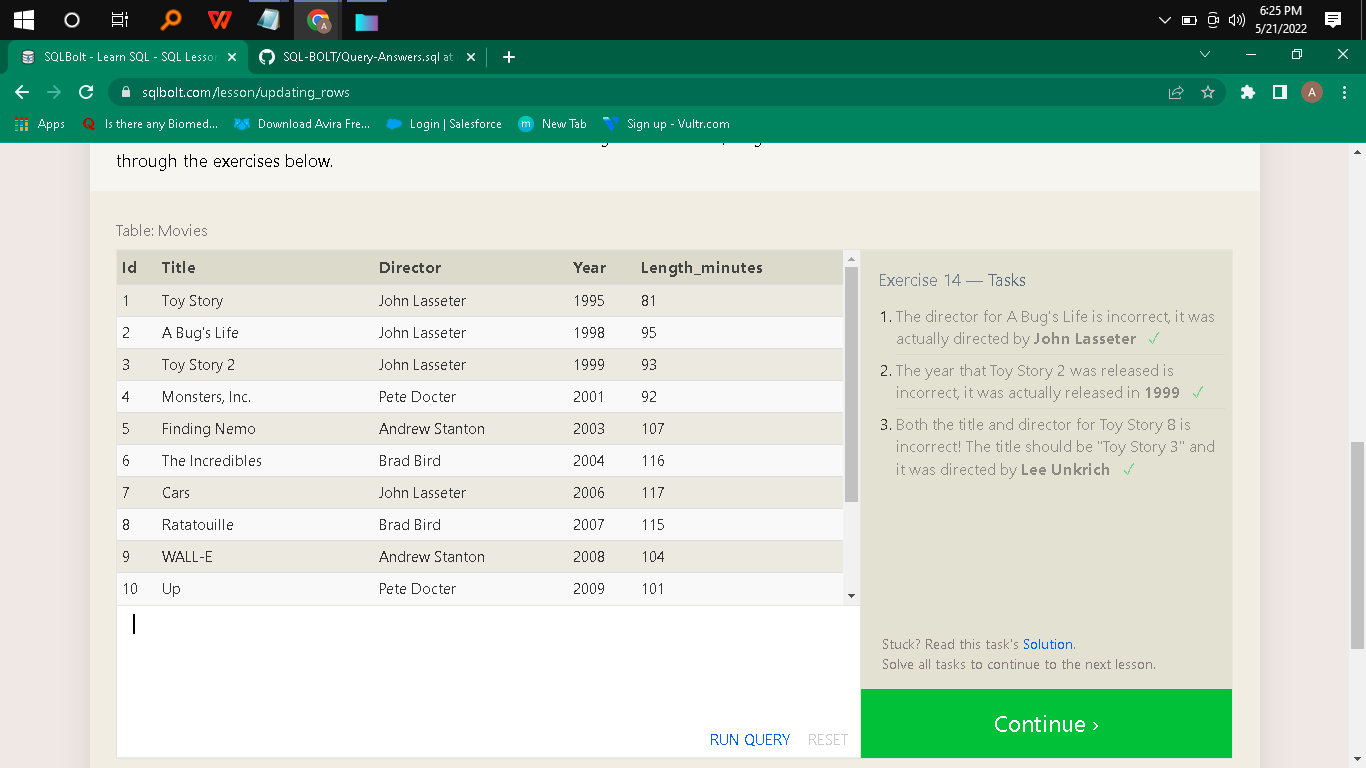 6:25 PM
5/21/2022
SQLBolt - Learn SQL - SQL Lesson
SQL-BOLT/Query-Answers.sql at
sqlbolt.com/lesson/updating_rows
A
Apps
Is there any Biomed...
Download Avira Fre...
Login | Salesforce
New Tab
Sign up - Vultr.com
through the exercises below.
Table: Movies
Id Title Director Year Length_minutes
1 Toy Story John Lasseter 1995 81
2 A Bug's Life John Lasseter 1998 95
3 Toy Story 2 John Lasseter 1999 93
4 Monsters, Inc. Pete Docter 2001 92
5 Finding Nemo Andrew Stanton 2003 107
6 The Incredibles Brad Bird 2004 116
7 Cars John Lasseter 2006 117
8 Ratatouille Brad Bird 2007 115
9 WALL-E Andrew Stanton 2008 104
10 Up Pete Docter 2009 101
RUN QUERY RESET
Exercise 14 — Tasks
1. The director for A Bug's Life is incorrect, it was
actually directed by John Lasseter ✓
2. The year that Toy Story 2 was released is
incorrect, it was actually released in 1999 ✓
3. Both the title and director for Toy Story 8 is
incorrect! The title should be "Toy Story 3" and
it was directed by Lee Unkrich ✓
Stuck? Read this task's Solution.
Solve all tasks to continue to the next lesson.
Continue ›